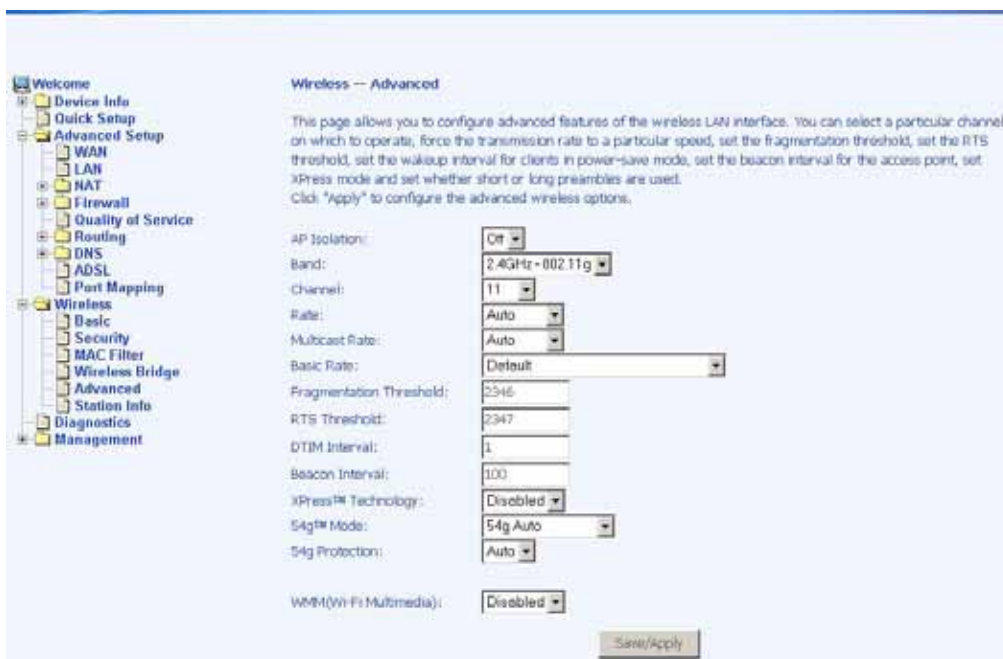 Welcome
Device Info
Quick Setup
Advanced Setup
WAN
LAN
NAT
Firewall
Quality of Service
Routing
DNS
ADSL
Port Mapping
Wireless
Basic
Security
MAC Filter
Wireless Bridge
Advanced
Station Info
Diagnostics
Management
Wireless -- Advanced
This page allows you to configure advanced features of the wireless LAN interface. You can select a particular channel
on which to operate, force the transmission rate to a particular speed, set the fragmentation threshold, set the RTS
threshold, set the wakeup interval for clients in power-save mode, set the beacon interval for the access point, set
XPress mode and set whether short or long preambles are used.
Click "Apply" to configure the advanced wireless options.
AP Isolation: Off
Band: 2.4GHz - 802.11g
Channel: 11
Rate: Auto
Multicast Rate: Auto
Basic Rate: Default
Fragmentation Threshold: 2346
RTS Threshold: 2347
DTIM Interval: 1
Beacon Interval: 100
XPress™ Technology: Disabled
54g™ Mode: 54g Auto
54g Protection: Auto
WMM(Wi-Fi Multimedia): Disabled
Save/Apply